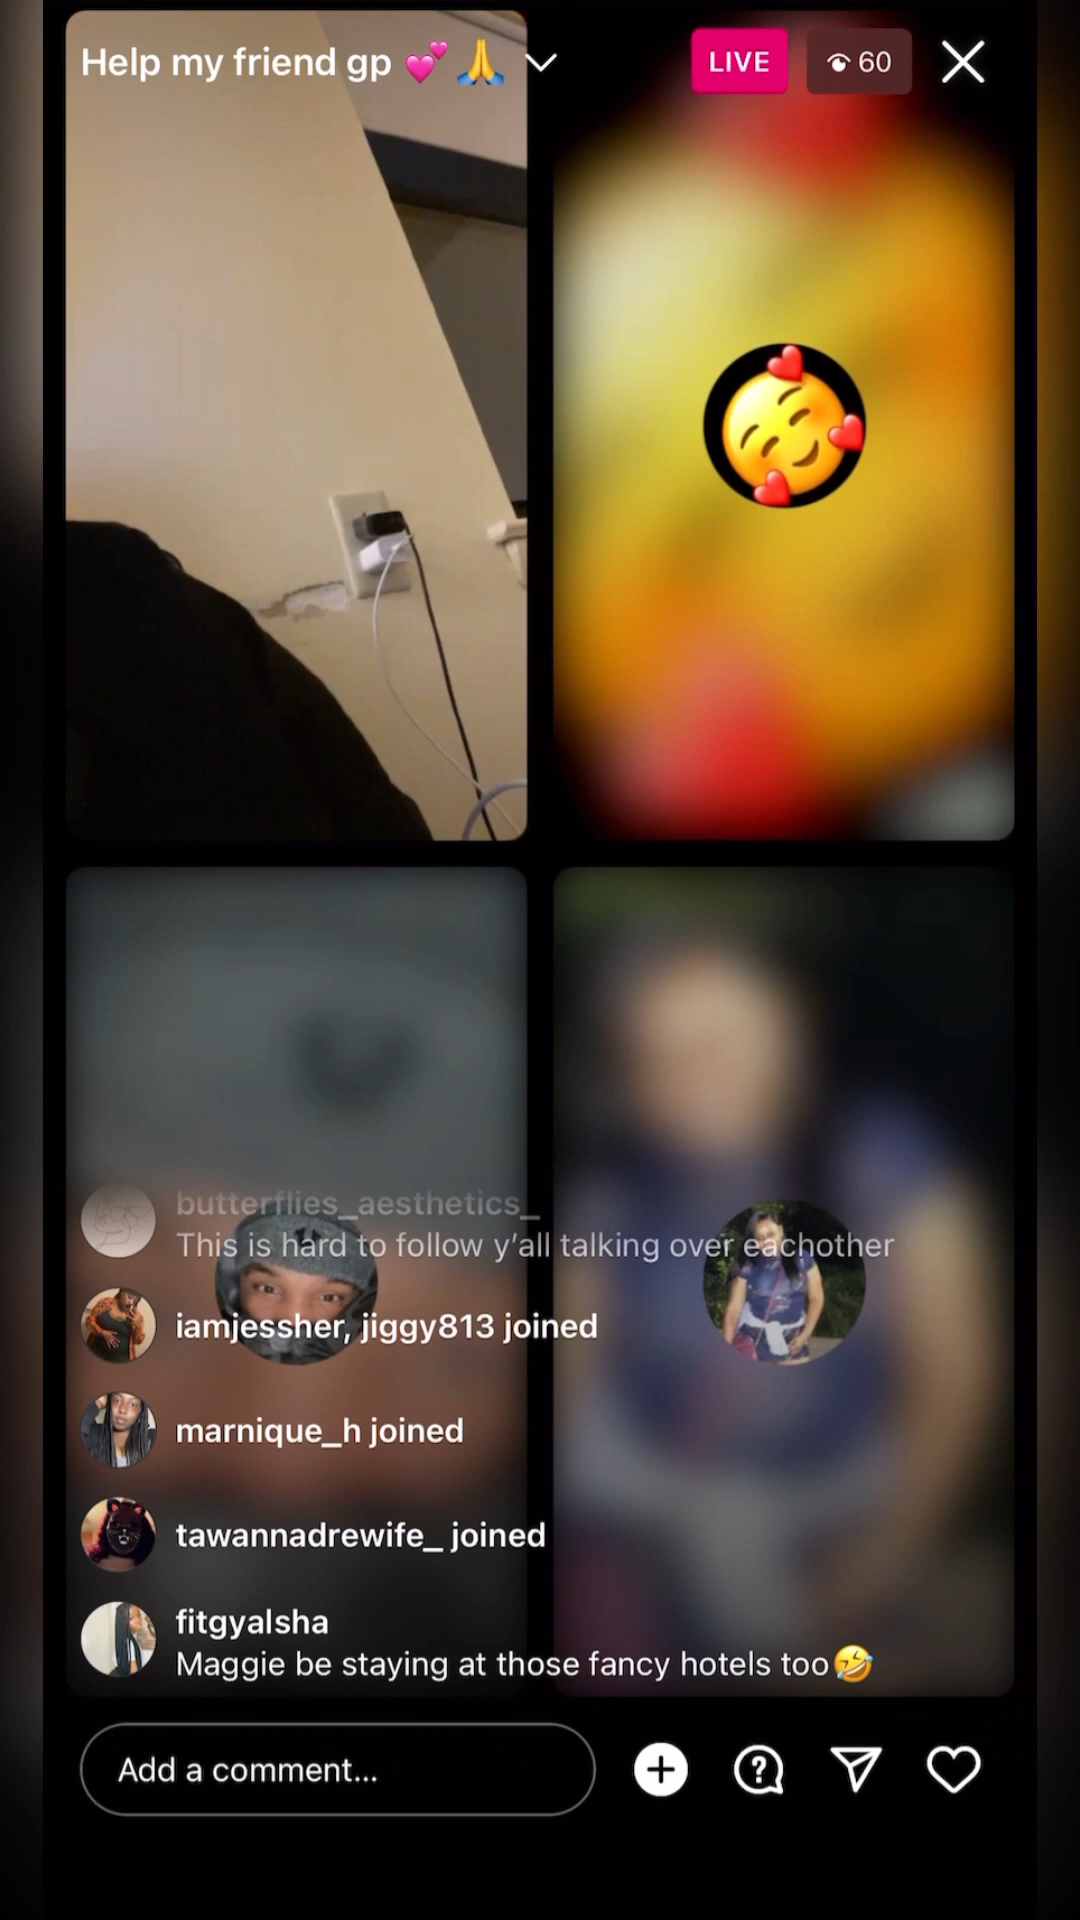 Help my friend gp 💕 🙏
LIVE
60
butterflies_aesthetics_
This is hard to follow y'all talking over eachother
iamjessher, jiggy813 joined
marnique_h joined
tawannadrewife_ joined
fitgyalsha
Maggie be staying at those fancy hotels too🤣
Add a comment...